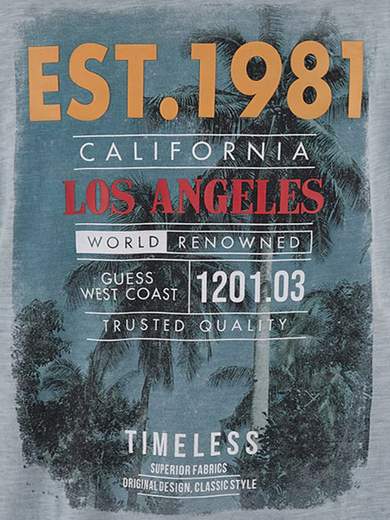 EST.1981
CALIFORNIA
LOS ANGELES
WORLD RENOWNED
GUESS
WEST COAST
1201.03
TRUSTED QUALITY
TIMELESS
SUPERIOR FABRICS
ORIGINAL DESIGN, CLASSIC STYLE